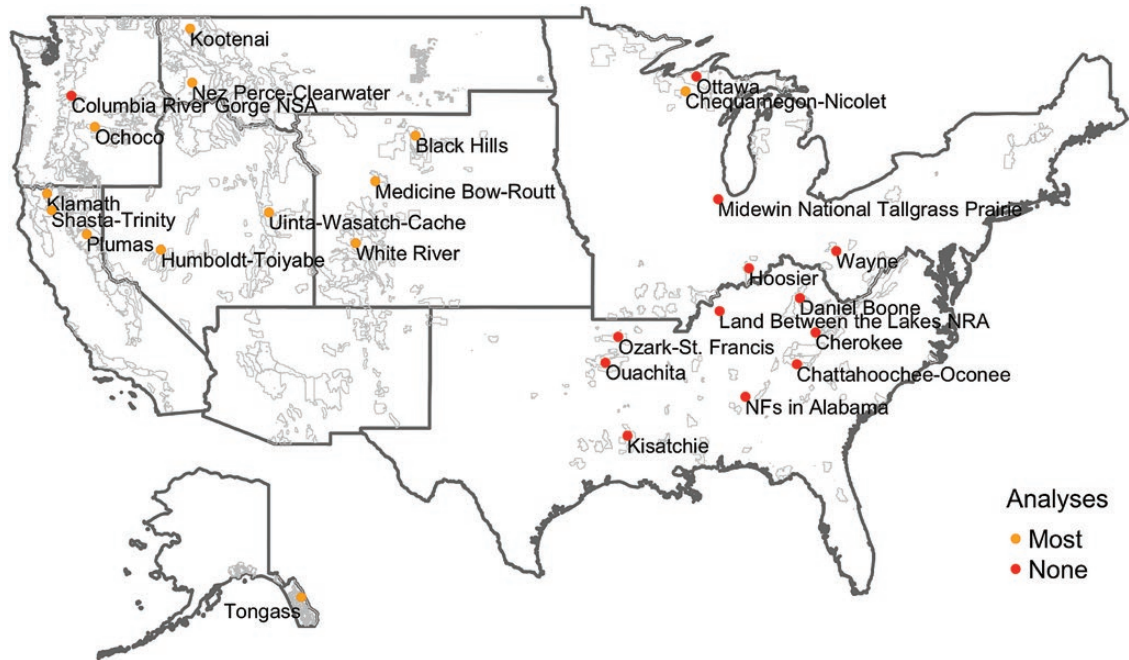 Kootenai
Nez Perce-Clearwater
Columbia River Gorge NSA
Ochoco
Ottawa
Chequamegon-Nicolet
Black Hills
Medicine Bow-Routt
Klamath
Shasta-Trinity
Plumas
Uinta-Wasatch-Cache
Humboldt-Toiyabe
White River
Midewin National Tallgrass Prairie
Wayne
Hoosier
Daniel Boone
Land Between the Lakes NRA
Cherokee
Ozark-St. Francis
Ouachita
Chattahoochee-Oconee
NFs in Alabama
Kisatchie
Tongass
Analyses
Most
None